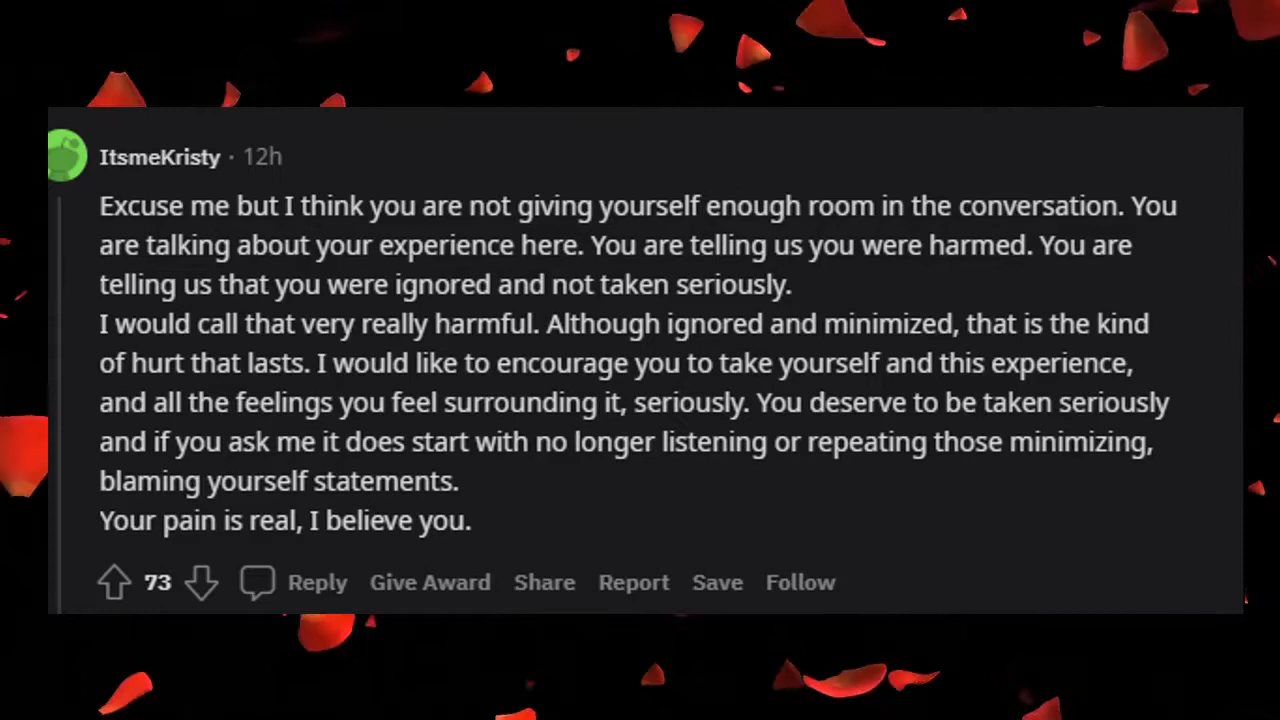 ItsmeKristy · 12h
Excuse me but I think you are not giving yourself enough room in the conversation. You
are talking about your experience here. You are telling us you were harmed. You are
telling us that you were ignored and not taken seriously.
I would call that very really harmful. Although ignored and minimized, that is the kind
of hurt that lasts. I would like to encourage you to take yourself and this experience,
and all the feelings you feel surrounding it, seriously. You deserve to be taken seriously
and if you ask me it does start with no longer listening or repeating those minimizing,
blaming yourself statements.
Your pain is real, I believe you.
73 Reply Give Award Share Report Save Follow